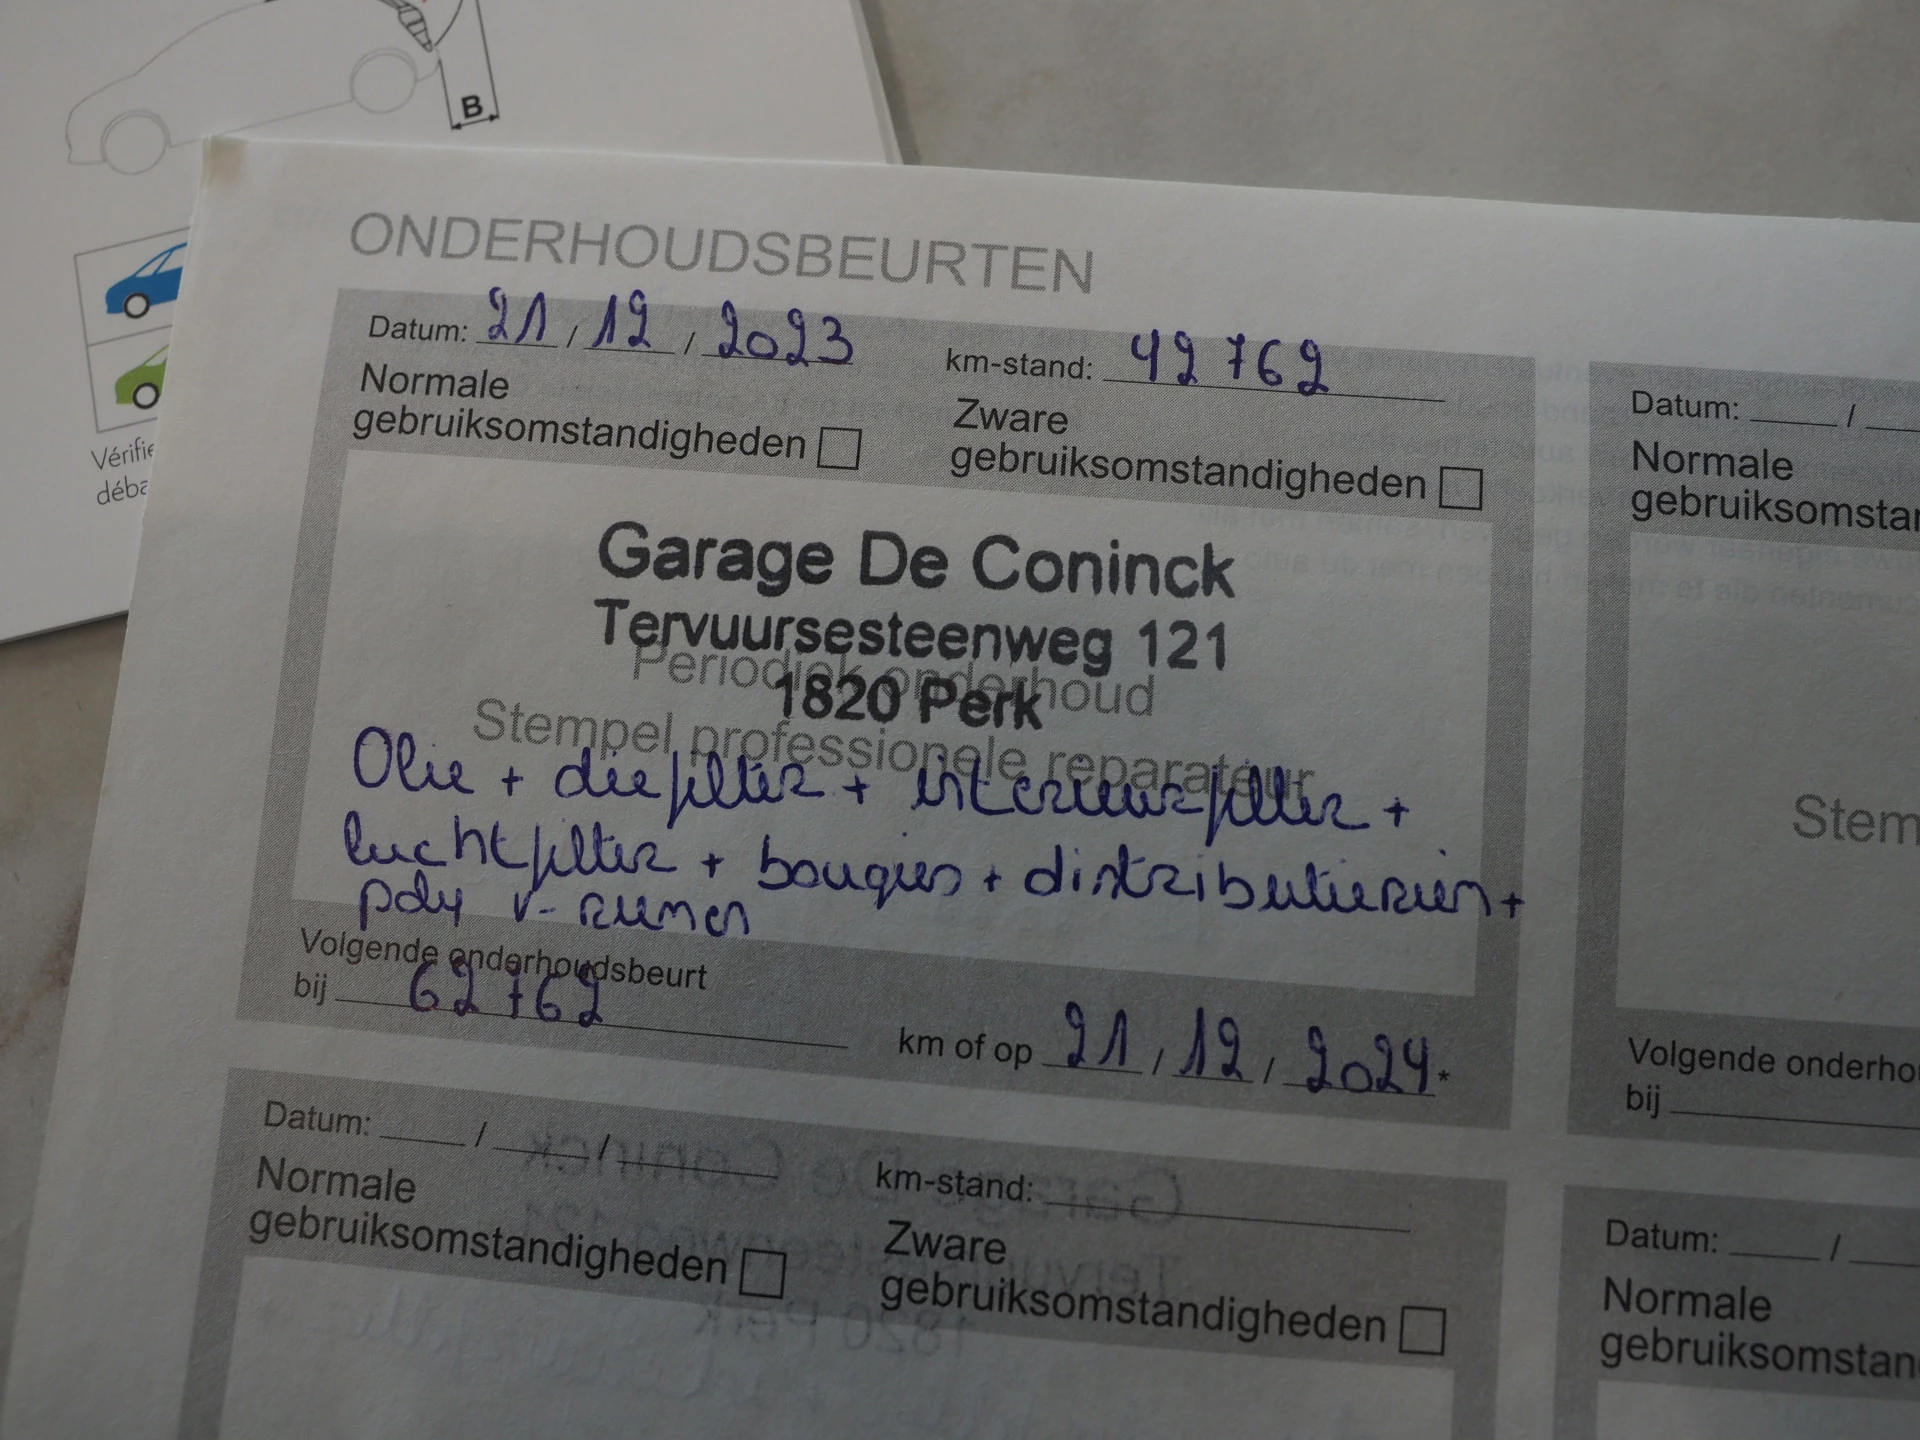 B
Vérifie
déba
ONDERHOUDSBEURTEN
Datum: 21 / 12 / 2023 km-stand: 42 762
Normale
gebruiksomstandigheden
Zware
gebruiksomstandigheden
Garage De Coninck
Tervuursesteenweg 121
1820 Perk
Periodiek onderhoud
Stempel professionele reparateur
Olie + oliefilter + interieurfilter +
luchtfilter + bougies + distributieriem +
poly v-riemen
Volgende onderhoudsbeurt
bij 62 762 km of op 21 / 12 / 2024 *
Datum: / / km-stand:
Normale
gebruiksomstandigheden
Zware
gebruiksomstandigheden
Datum: /
Normale
gebruiksomstan
Stem
Volgende onderho
bij
Datum: /
Normale
gebruiksomstan